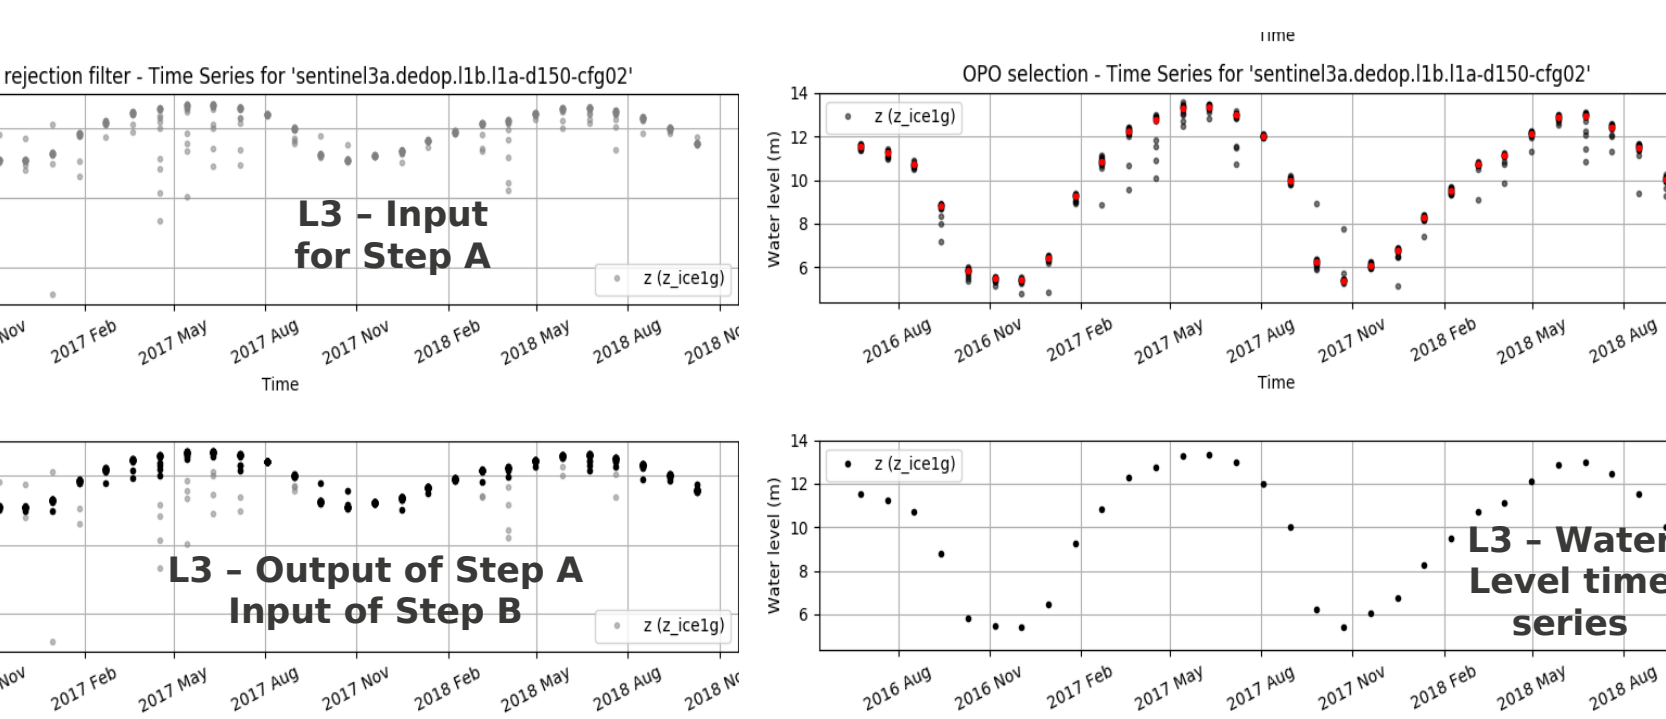 Time
rejection filter - Time Series for 'sentinel3a.dedop.l1b.l1a-d150-cfg02'
L3 – Input
for Step A
z (z_ice1g)
Nov
2017 Feb
2017 May
2017 Aug
2017 Nov
2018 Feb
2018 May
2018 Aug
2018 No
Time
OPO selection - Time Series for 'sentinel3a.dedop.l1b.l1a-d150-cfg02'
z (z_ice1g)
Water level (m)
14
12
10
8
6
2016 Aug
2016 Nov
2017 Feb
2017 May
2017 Aug
2017 Nov
2018 Feb
2018 May
2018 Aug
Time
L3 – Output of Step A
Input of Step B
z (z_ice1g)
Nov
2017 Feb
2017 May
2017 Aug
2017 Nov
2018 Feb
2018 May
2018 Aug
2018 No
z (z_ice1g)
Water level (m)
14
12
10
8
6
L3 – Water
Level time
series
2016 Aug
2016 Nov
2017 Feb
2017 May
2017 Aug
2017 Nov
2018 Feb
2018 May
2018 Aug